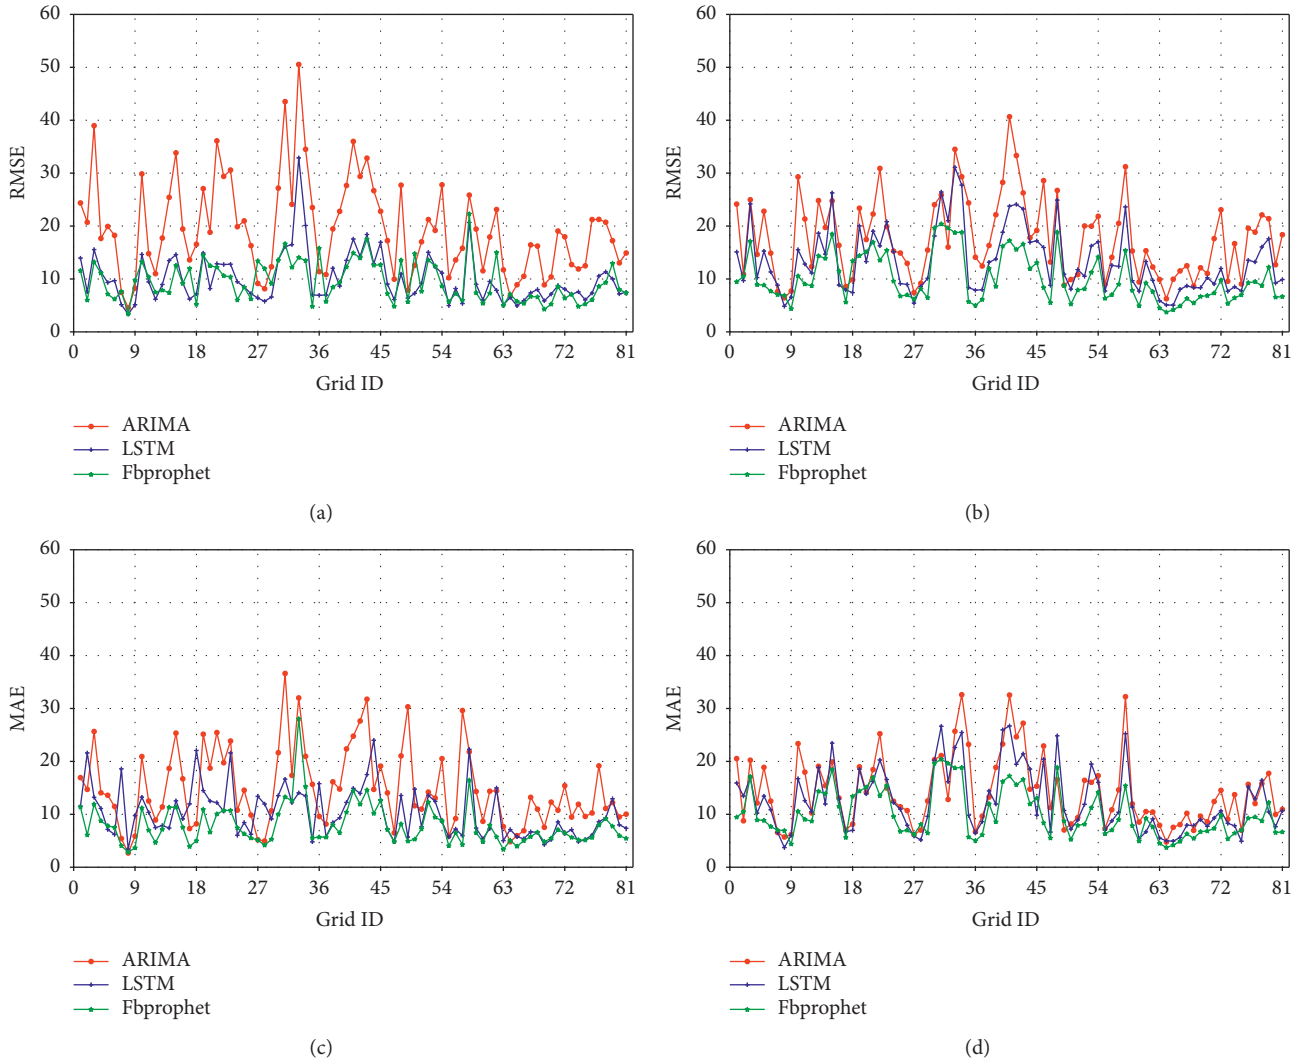 60
50
40
30
20
10
0
RMSE
0 9 18 27 36 45 54 63 72 81
Grid ID
ARIMA
LSTM
Fbprophet
(a)
60
50
40
30
20
10
0
RMSE
0 9 18 27 36 45 54 63 72 81
Grid ID
ARIMA
LSTM
Fbprophet
(b)
60
50
40
30
20
10
0
MAE
0 9 18 27 36 45 54 63 72 81
Grid ID
ARIMA
LSTM
Fbprophet
(c)
60
50
40
30
20
10
0
MAE
0 9 18 27 36 45 54 63 72 81
Grid ID
ARIMA
LSTM
Fbprophet
(d)